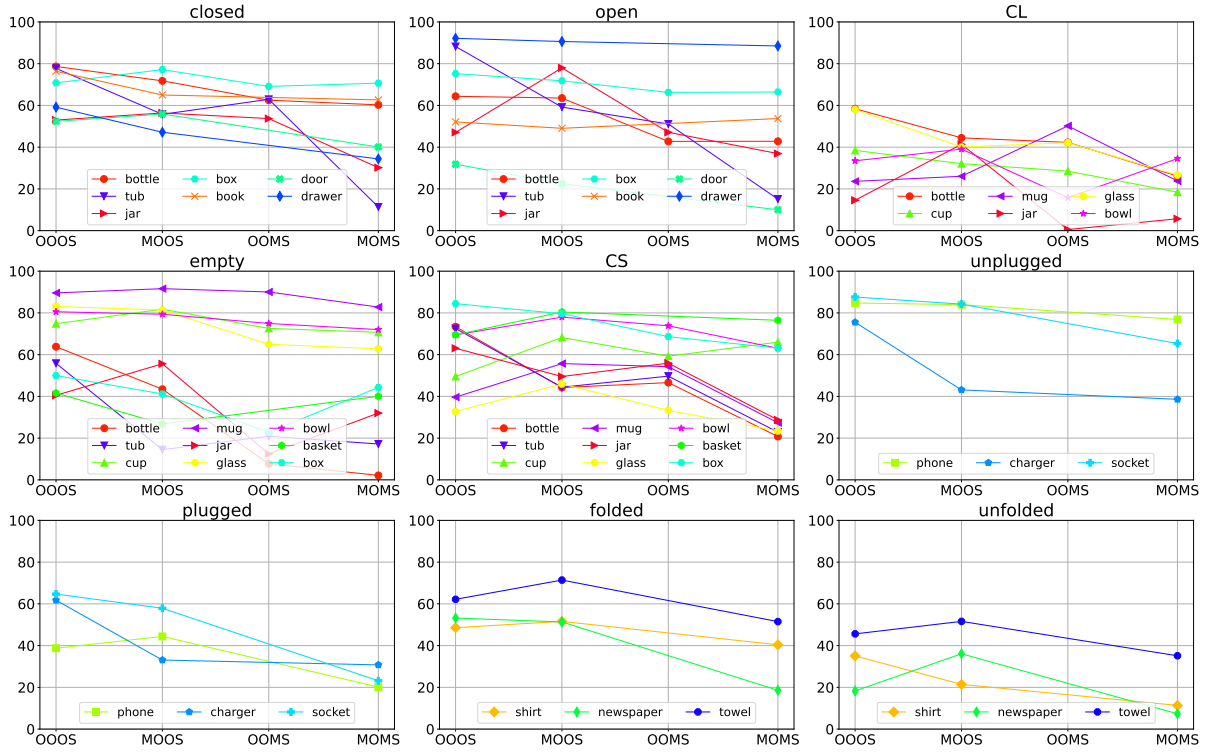 closed open CL
100 100 100
80 80 80
60 60 60
40 40 40
20 20 20
0 0 0
bottle box door bottle box door bottle mug glass
tub book drawer tub book drawer cup jar bowl
jar jar
OOOS MOOS OOMS MOMS OOOS MOOS OOMS MOMS OOOS MOOS OOMS MOMS
empty CS unplugged
100 100 100
80 80 80
60 60 60
40 40 40
20 20 20
0 0 0
bottle mug bowl bottle mug bowl
tub jar basket tub jar basket
cup glass box cup glass box phone charger socket
OOOS MOOS OOMS MOMS OOOS MOOS OOMS MOMS OOOS MOOS OOMS MOMS
plugged folded unfolded
100 100 100
80 80 80
60 60 60
40 40 40
20 20 20
0 0 0
phone charger socket shirt newspaper towel shirt newspaper towel
OOOS MOOS OOMS MOMS OOOS MOOS OOMS MOMS OOOS MOOS OOMS MOMS